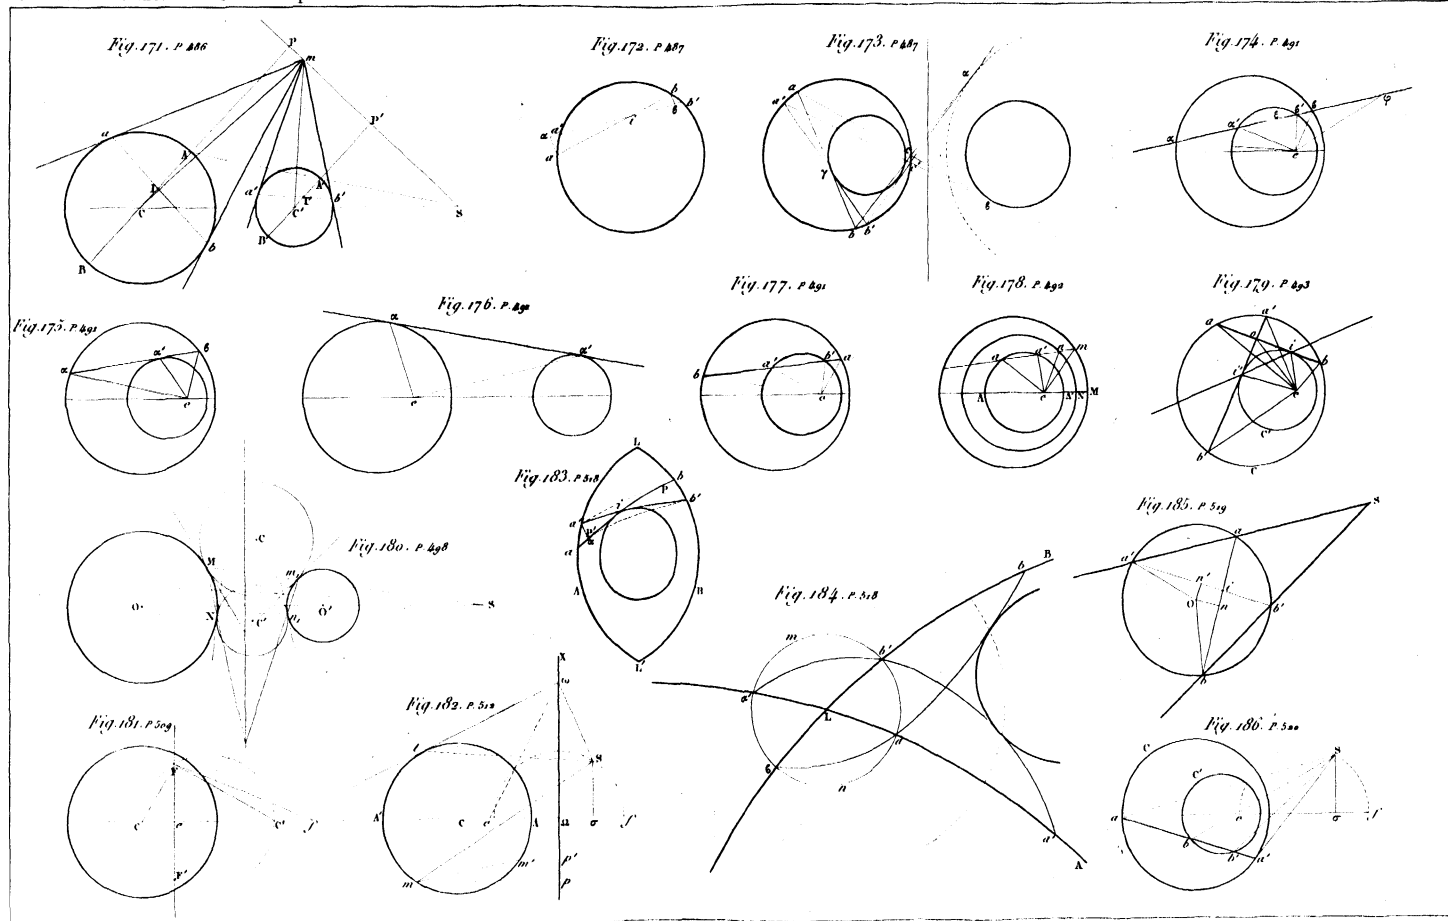 Fig. 171. P 486
P
m
P'
a
A'
D
C
B
b
a'
A'
T'
C'
B'
b'
S
Fig. 172. P 487
b
b'
i
α
a'
a
Fig. 173. P 487
a
a'
γ
b
b'
α
Fig. 174. P. 491
α
α'
b'
φ
c
Fig. 175. P 491
α
α'
c
Fig. 176. P 492
α
α'
c
Fig. 177. P 491
b
a'
b'
a
c
Fig. 178. P 492
a
a'
n
m
A
c
A'
N
M
Fig. 179. P 493
a
a'
o
i
b
i'
c
b'
C'
C
Fig. 180. P 498
C
M
m,
O
N
C'
n,
O'
S
Fig. 181. P 509
F
c
e
C'
f
F'
Fig. 182. P. 512
X
ω
t
S
A'
C
c
A
Ω
σ
f
m
m'
p'
p
Fig. 183. P 518
L
P
b
b'
i
a'
P'
a
A
B
L'
Fig. 184. P. 518
B
b
m
b'
L
a
n
a'
A
Fig. 185. P 519
S
a
a'
n'
i
O
n
b'
b
Fig. 186. P 520
C
S
C'
a
c
σ
f
b
b'
a'